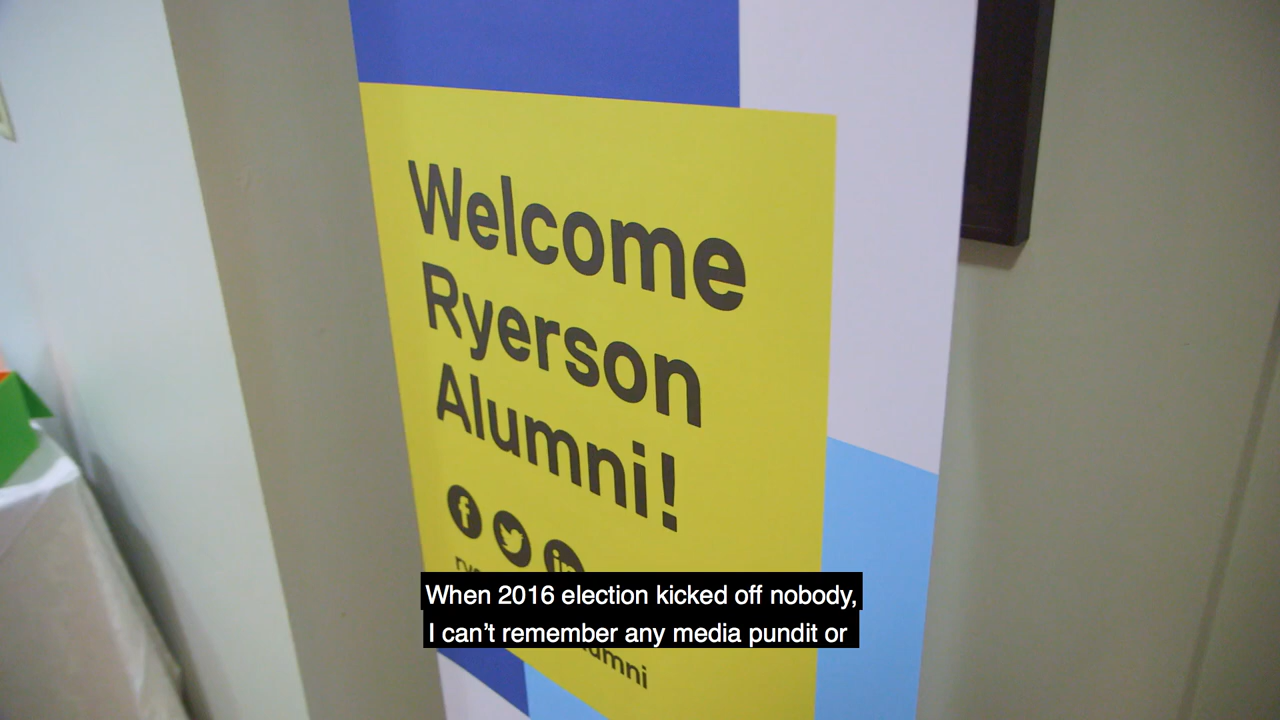 Welcome
Ryerson
Alumni!
When 2016 election kicked off nobody,
I can't remember any media pundit or